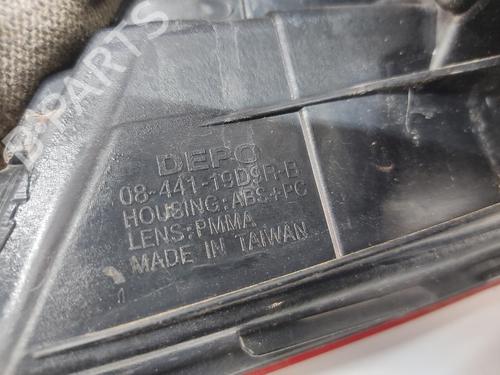 B-PARTS
DEPO
08-441-19D9R-B
HOUSING:ABS+PC
LENS:PMMA
MADE IN TAIWAN